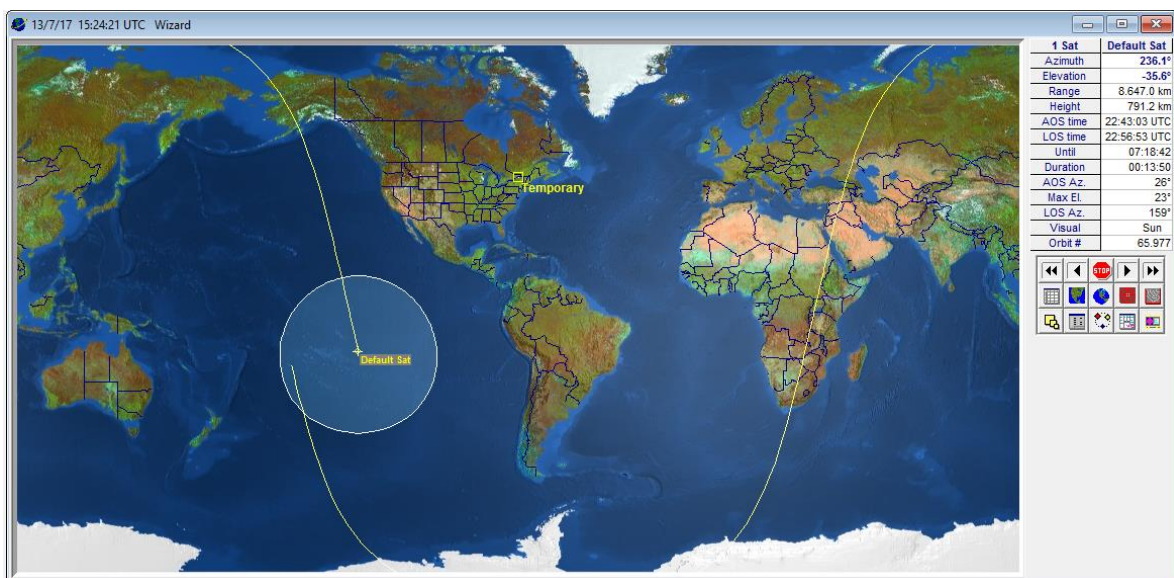 13/7/17 15:24:21 UTC Wizard
1 Sat Default Sat
Azimuth 236.1°
Elevation -35.6°
Range 8.647.0 km
Height 791.2 km
AOS time 22:43:03 UTC
LOS time 22:56:53 UTC
Until 07:18:42
Duration 00:13:50
AOS Az. 26°
Max El. 23°
LOS Az. 159°
Visual Sun
Orbit # 65.977
STOP
Temporary
Default Sat